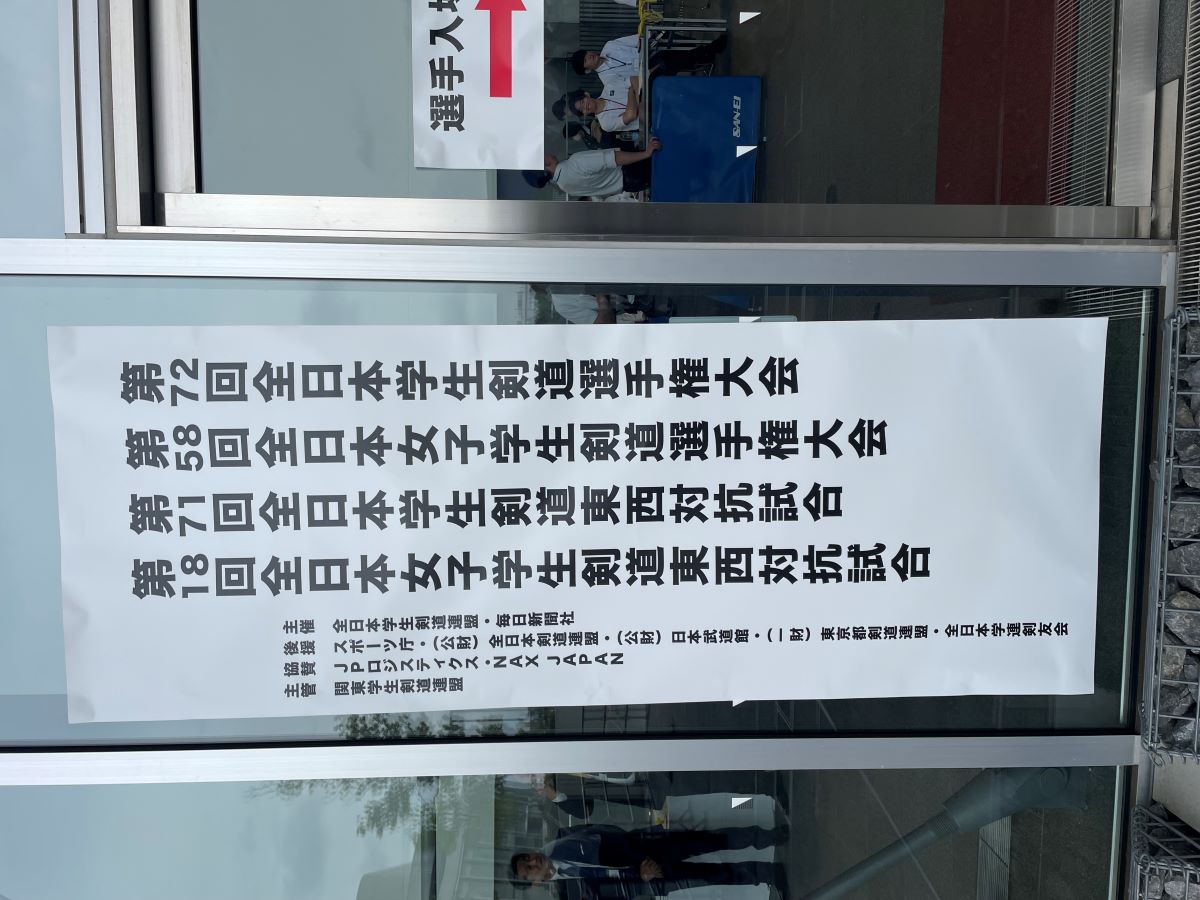 選手入場
SAN-EI
第72回全日本学生剣道選手権大会
第58回全日本女子学生剣道選手権大会
第71回全日本学生剣道東西対抗試合
第18回全日本女子学生剣道東西対抗試合
主催 全日本学生剣道連盟・毎日新聞社
後援 スポーツ庁・(公財) 全日本剣道連盟・(公財) 日本武道館・(一財) 東京都剣道連盟・全日本学連剣友会
協賛 JPロジスティクス・NAX JAPAN
主管 関東学生剣道連盟